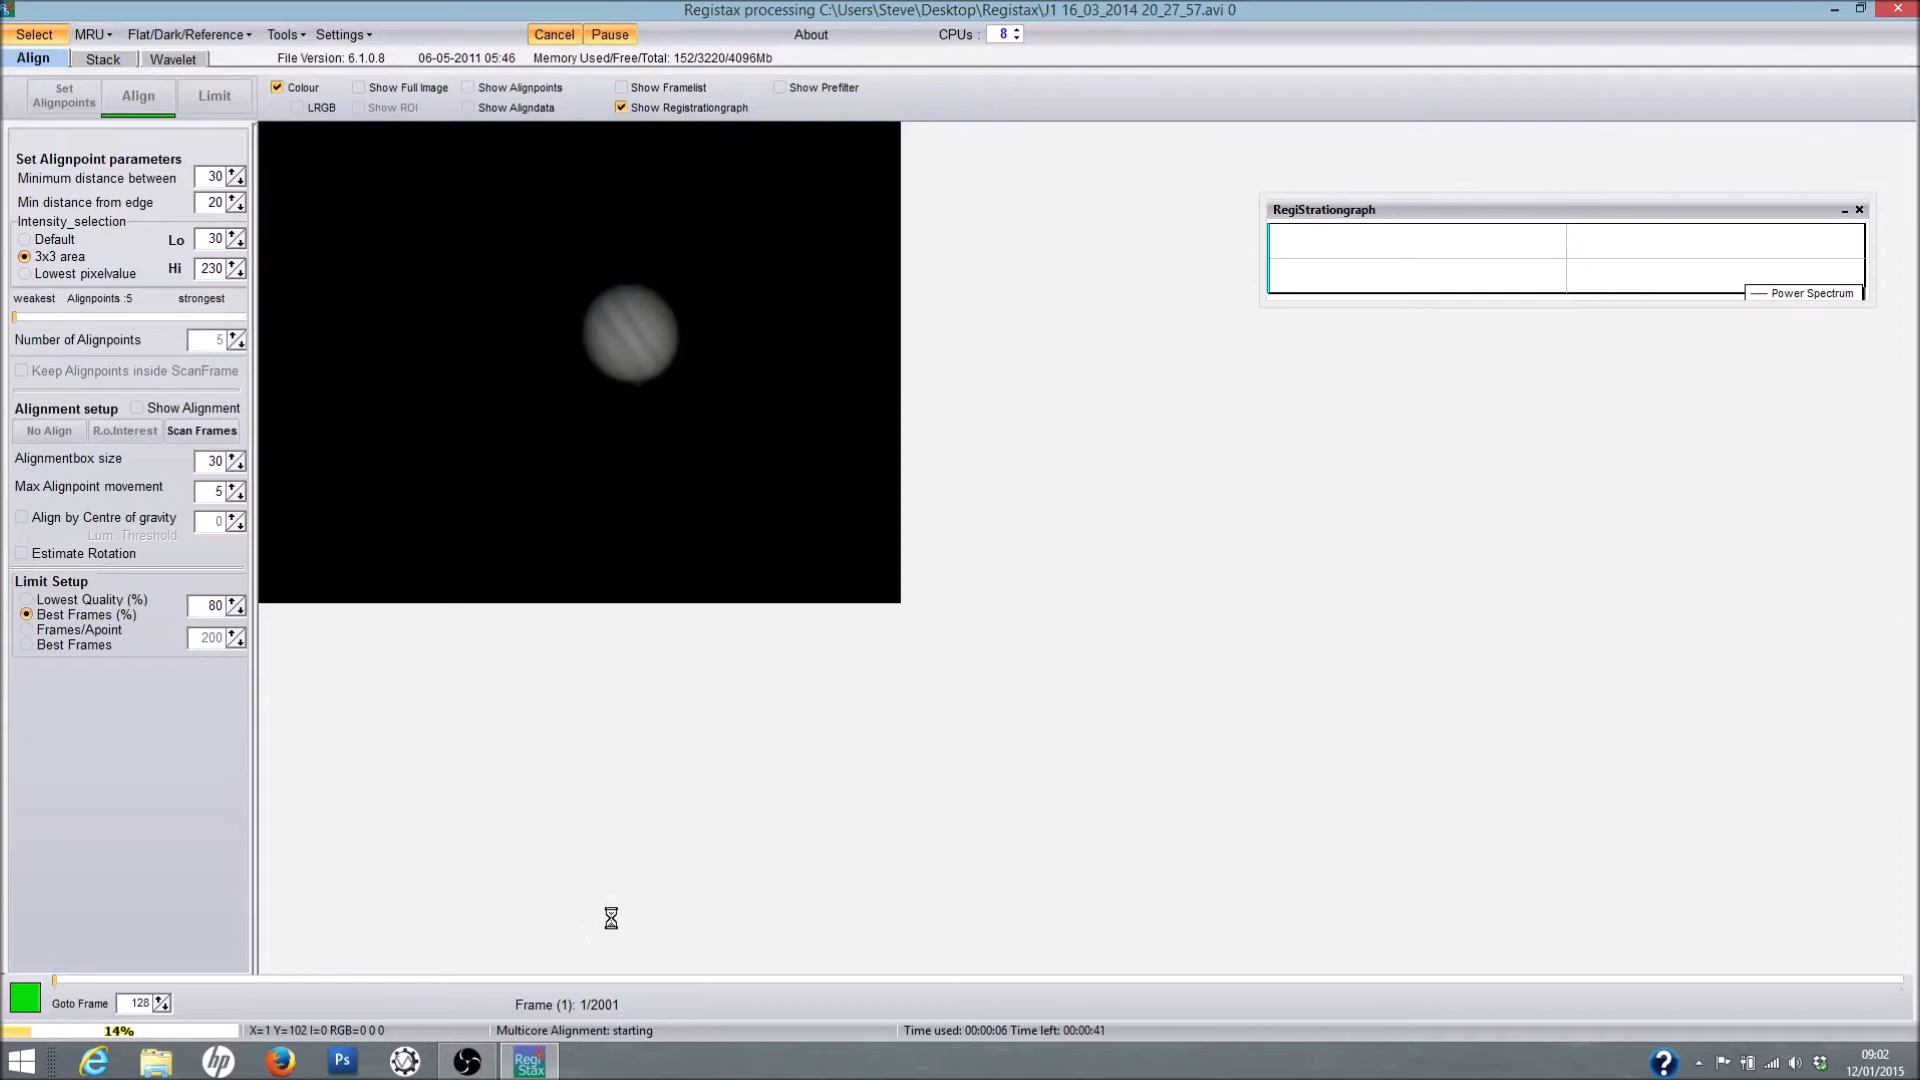 Registax processing C:\Users\Steve\Desktop\Registax\J1 16_03_2014 20_27_57.avi 0
Select MRU Flat/Dark/Reference Tools Settings Cancel Pause About CPUs : 8
Align Stack Wavelet File Version: 6.1.0.8 06-05-2011 05:46 Memory Used/Free/Total: 152/3220/4096Mb
Set Alignpoints Align Limit
Colour Show Full Image Show Alignpoints Show Framelist Show Prefilter
LRGB Show ROI Show Aligndata Show Registrationgraph
Set Alignpoint parameters
Minimum distance between 30
Min distance from edge 20
Intensity_selection
Default Lo 30
3x3 area
Lowest pixelvalue Hi 230
weakest Alignpoints :5 strongest
Number of Alignpoints 5
Keep Alignpoints inside ScanFrame
Alignment setup Show Alignment
No Align R.o.Interest Scan Frames
Alignmentbox size 30
Max Alignpoint movement 5
Align by Centre of gravity 0
Lum. Threshold
Estimate Rotation
Limit Setup
Lowest Quality (%)
Best Frames (%) 80
Frames/Apoint
Best Frames 200
RegiStrationgraph
Power Spectrum
Goto Frame 128 Frame (1): 1/2001
14% X=1 Y=102 I=0 RGB=0 0 0 Multicore Alignment: starting Time used: 00:00:06 Time left: 00:00:41
hp Ps Regi Stax ?
09:02
12/01/2015